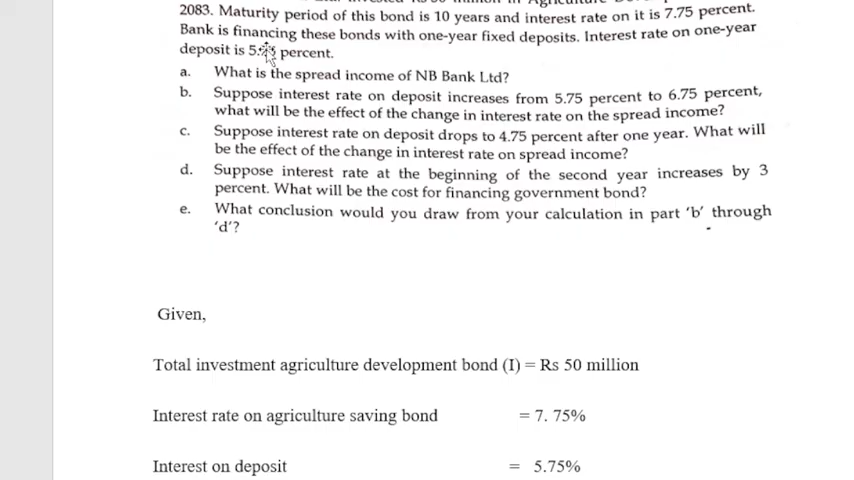 2083. Maturity period of this bond is 10 years and interest rate on it is 7.75 percent.
Bank is financing these bonds with one-year fixed deposits. Interest rate on one-year
deposit is percent.
a. What is the spread income of NB Bank Ltd?
b. Suppose interest rate on deposit increases from 5.75 percent to 6.75 percent,
what will be the effect of the change in interest rate on the spread income?
c. Suppose interest rate on deposit drops to 4.75 percent after one year. What will
be the effect of the change in interest rate on spread income?
d. Suppose interest rate at the beginning of the second year increases by 3
percent. What will be the cost for financing government bond?
e. What conclusion would you draw from your calculation in part 'b' through
'd'?
Given,
Total investment agriculture development bond (I) = Rs 50 million
Interest rate on agriculture saving bond = 7. 75%
Interest on deposit = 5.75%